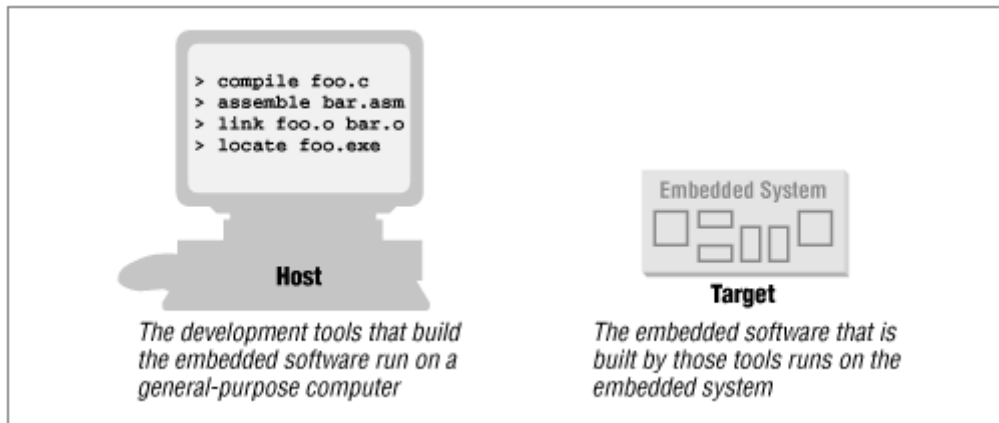 > compile foo.c
> assemble bar.asm
> link foo.o bar.o
> locate foo.exe
Host
The development tools that build
the embedded software run on a
general-purpose computer
Embedded System
Target
The embedded software that is
built by those tools runs on the
embedded system